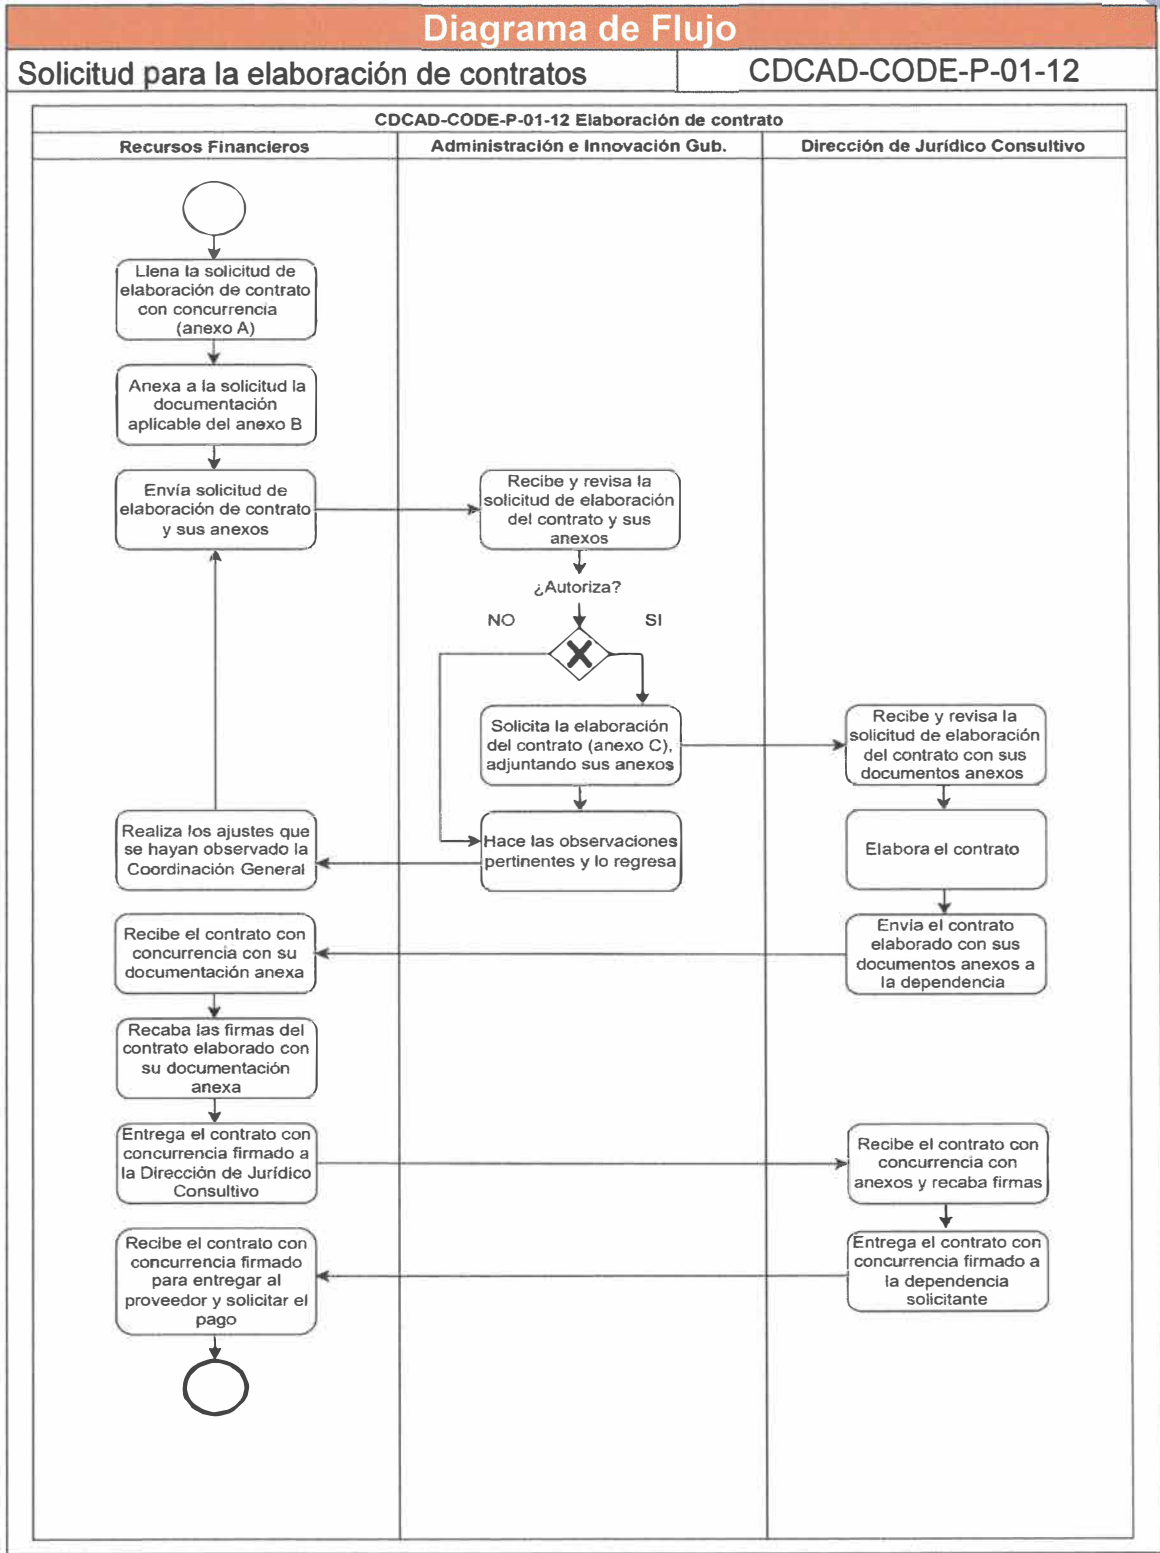 Diagrama de Flujo
Solicitud para la elaboración de contratos
CDCAD-CODE-P-01-12
CDCAD-CODE-P-01-12 Elaboración de contrato
Recursos Financieros
Administración e Innovación Gub.
Dirección de Jurídico Consultivo
Llena la solicitud de
elaboración de contrato
con concurrencia
(anexo A)
Anexa a la solicitud la
documentación
aplicable del anexo B
Envía solicitud de
elaboración de contrato
y sus anexos
Recibe y revisa la
solicitud de elaboración
del contrato y sus
anexos
¿Autoriza?
NO
SI
Solicita la elaboración
del contrato (anexo C),
adjuntando sus anexos
Recibe y revisa la
solicitud de elaboración
del contrato con sus
documentos anexos
Realiza los ajustes que
se hayan observado la
Coordinación General
Hace las observaciones
pertinentes y lo regresa
Elabora el contrato
Recibe el contrato con
concurrencia con su
documentación anexa
Envía el contrato
elaborado con sus
documentos anexos a
la dependencia
Recaba las firmas del
contrato elaborado con
su documentación
anexa
Entrega el contrato con
concurrencia firmado a
la Dirección de Jurídico
Consultivo
Recibe el contrato con
concurrencia con
anexos y recaba firmas
Recibe el contrato con
concurrencia firmado
para entregar al
proveedor y solicitar el
pago
Entrega el contrato con
concurrencia firmado a
la dependencia
solicitante